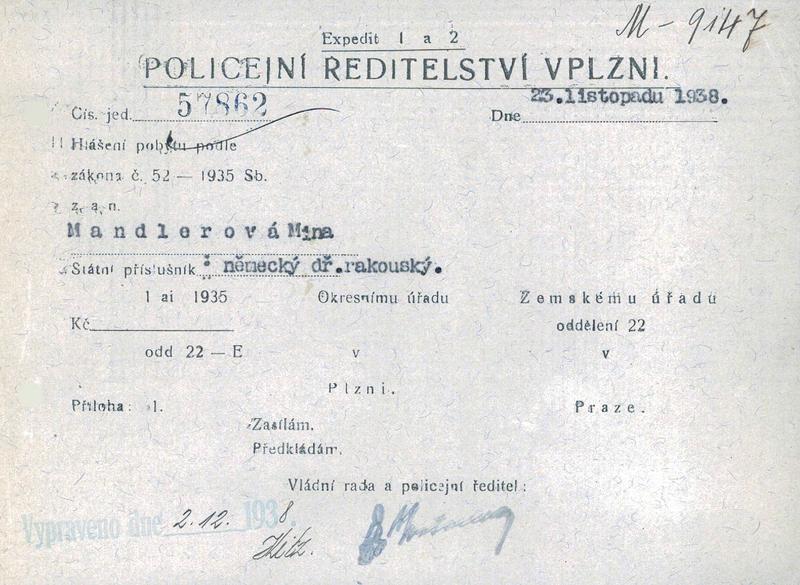 M - 9147
Expedit 1 a 2
POLICEJNÍ ŘEDITELSTVÍ V PLZNI.
Čís. jed. 57862
Dne 23.listopadu 1938.
Hlášení pobytu podle
zákona č. 52 — 1935 Sb.
z. a. n.
Mandlerová Mina
Státní příslušník : německý dř.rakouský.
1 ai 1935 Okresnímu úřadu Zemskému úřadu
Kč oddělení 22
odd 22 — E v v
Plzni.
Příloha: 1. Praze.
Zasílám.
Předkládám.
Vládní rada a policejní ředitel:
Vypraveno dne 2.12. 1938.